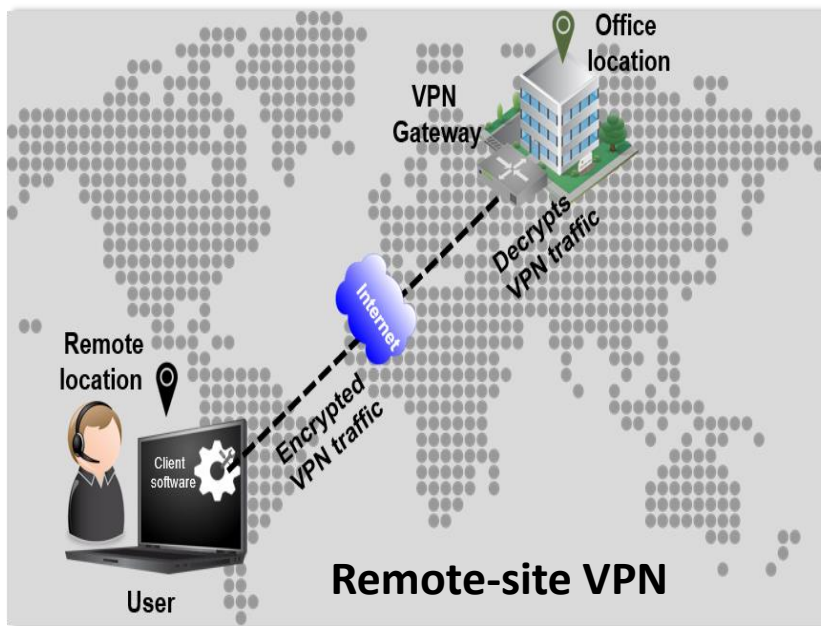 Office
location
VPN
Gateway
Decrypts
VPN traffic
Internet
Remote
location
Encrypted
VPN traffic
Client
software
User
Remote-site VPN